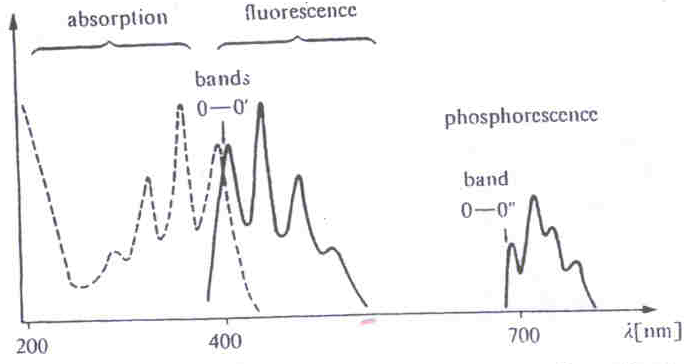 absorption
fluorescence
bands
0—0′
phosphorescence
band
0—0″
200
400
700
λ[nm]